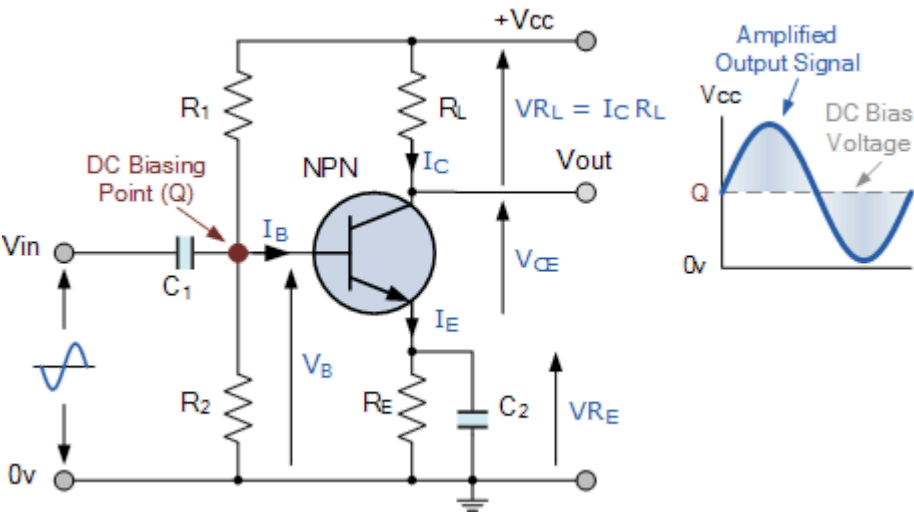 +Vcc
R1
RL
VRL = IC RL
DC Biasing
Point (Q)
NPN
IC
Vout
Vin
C1
IB
VCE
IE
VB
R2
RE
C2
VRE
0v
Amplified
Output Signal
Vcc
DC Bias
Voltage
Q
0v